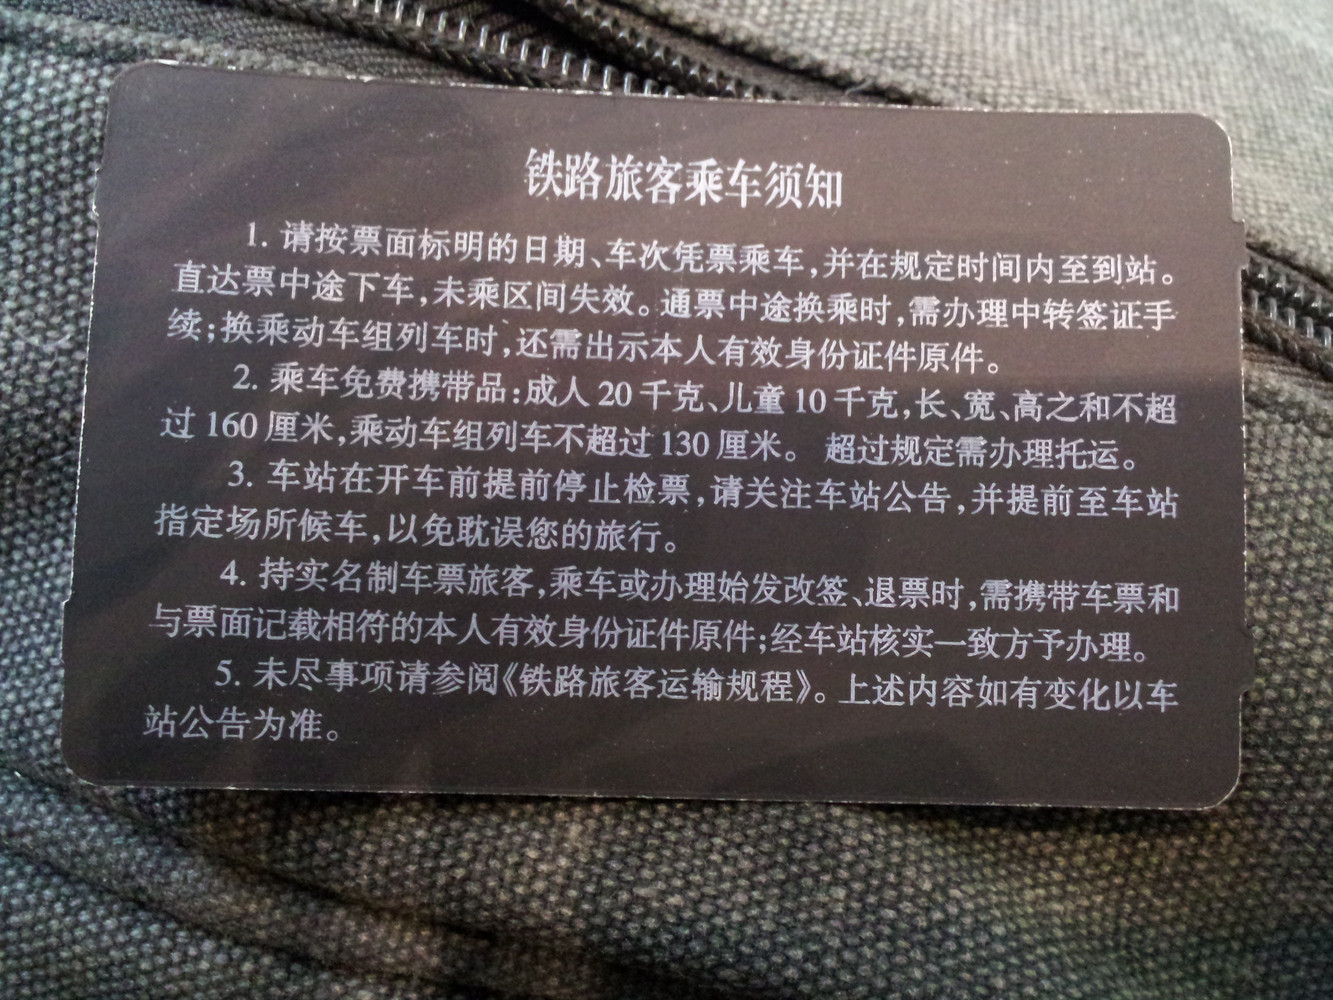 铁路旅客乘车须知
1. 请按票面标明的日期、车次凭票乘车，并在规定时间内至到站。
直达票中途下车，未乘区间失效。通票中途换乘时，需办理中转签证手
续；换乘动车组列车时，还需出示本人有效身份证件原件。
2. 乘车免费携带品：成人 20 千克、儿童 10 千克，长、宽、高之和不超
过 160 厘米，乘动车组列车不超过 130 厘米。 超过规定需办理托运。
3. 车站在开车前提前停止检票，请关注车站公告，并提前至车站
指定场所候车，以免耽误您的旅行。
4. 持实名制车票旅客，乘车或办理始发改签、退票时，需携带车票和
与票面记载相符的本人有效身份证件原件；经车站核实一致方予办理。
5. 未尽事项请参阅《铁路旅客运输规程》。上述内容如有变化以车
站公告为准。